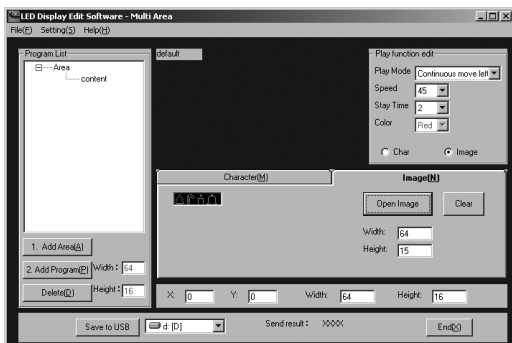 LED Display Edit Software - Multi Area
File(F) Setting(S) Help(H)
Program List
Area
content
1. Add Area(A)
2. Add Program(P)
Width : 64
Delete(D)
Height : 16
default
Play function edit
Play Mode Continuous move left
Speed 45
Stay Time 2
Color Red
Char Image
Character(M) Image(N)
Open Image Clear
Width: 64
Height: 15
X: 0 Y: 0 Width: 64 Height: 16
Save to USB d: [D] Send result : XXXX End(X)